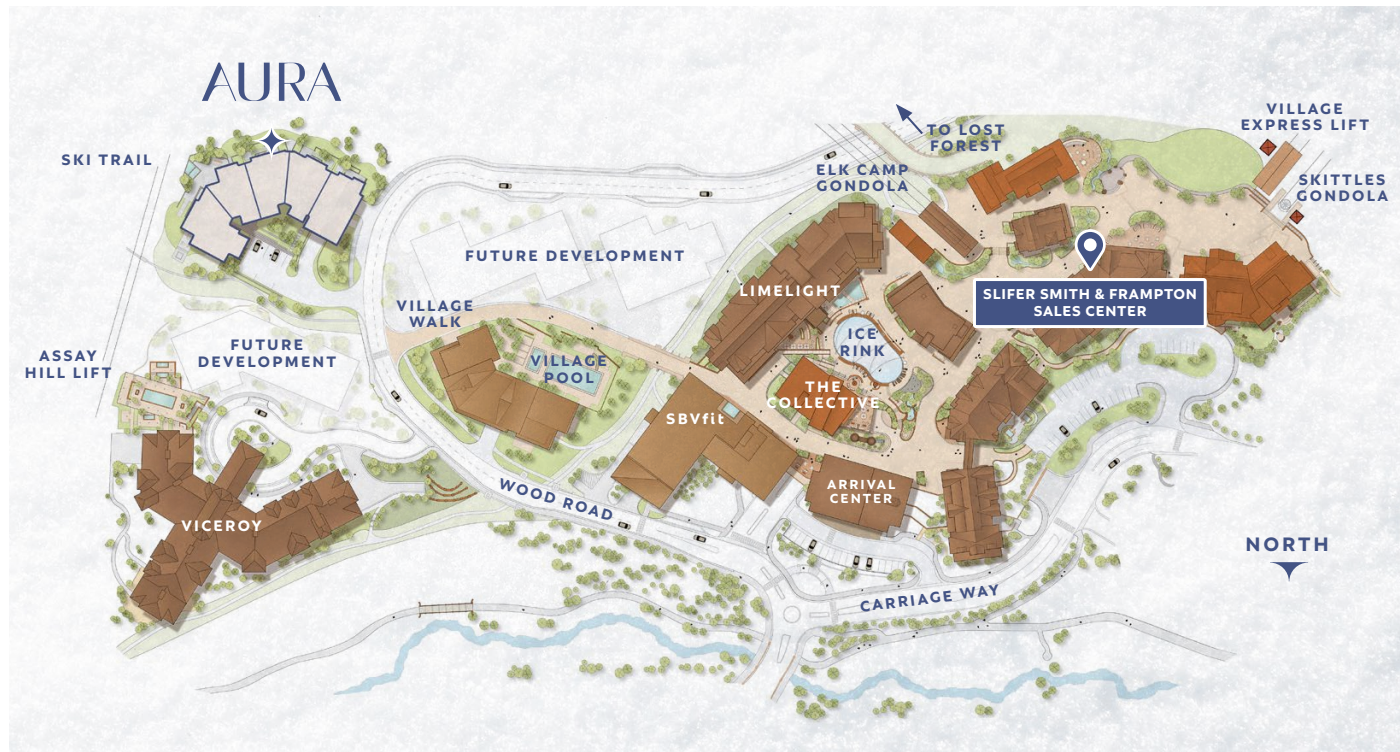 AURA
SKI TRAIL
VILLAGE
EXPRESS LIFT
TO LOST
FOREST
ELK CAMP
GONDOLA
SKITTLES
GONDOLA
FUTURE DEVELOPMENT
LIMELIGHT
SLIFER SMITH & FRAMPTON
SALES CENTER
VILLAGE
WALK
ICE
RINK
ASSAY
HILL LIFT
FUTURE
DEVELOPMENT
VILLAGE
POOL
THE
COLLECTIVE
SBVfit
ARRIVAL
CENTER
WOOD ROAD
VICEROY
NORTH
CARRIAGE WAY